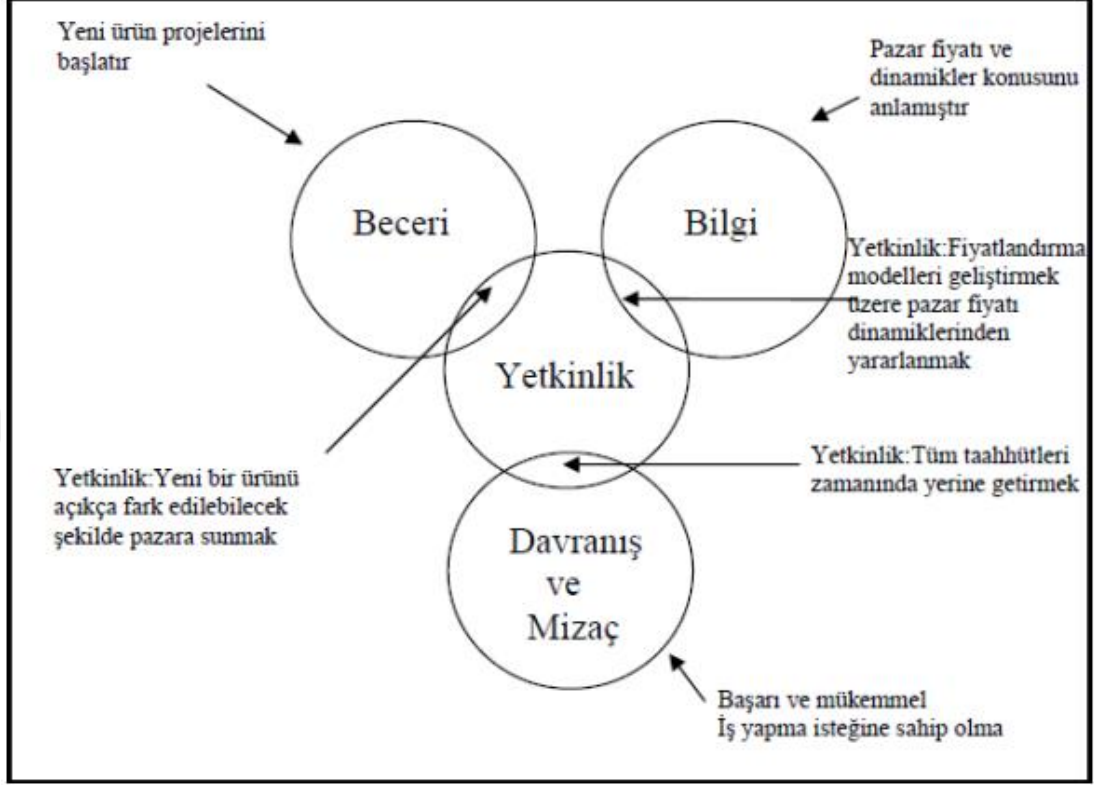 Yeni ürün projelerini
başlatır
Pazar fiyatı ve
dinamikler konusunu
anlamıştır
Beceri
Bilgi
Yetkinlik:Fiyatlandırma
modelleri geliştirmek
üzere pazar fiyatı
dinamiklerinden
yararlanmak
Yetkinlik
Yetkinlik:Yeni bir ürünü
açıkça fark edilebilecek
şekilde pazara sunmak
Yetkinlik:Tüm taahhütleri
zamanında yerine getirmek
Davranış
ve
Mizaç
Başarı ve mükemmel
İş yapma isteğine sahip olma